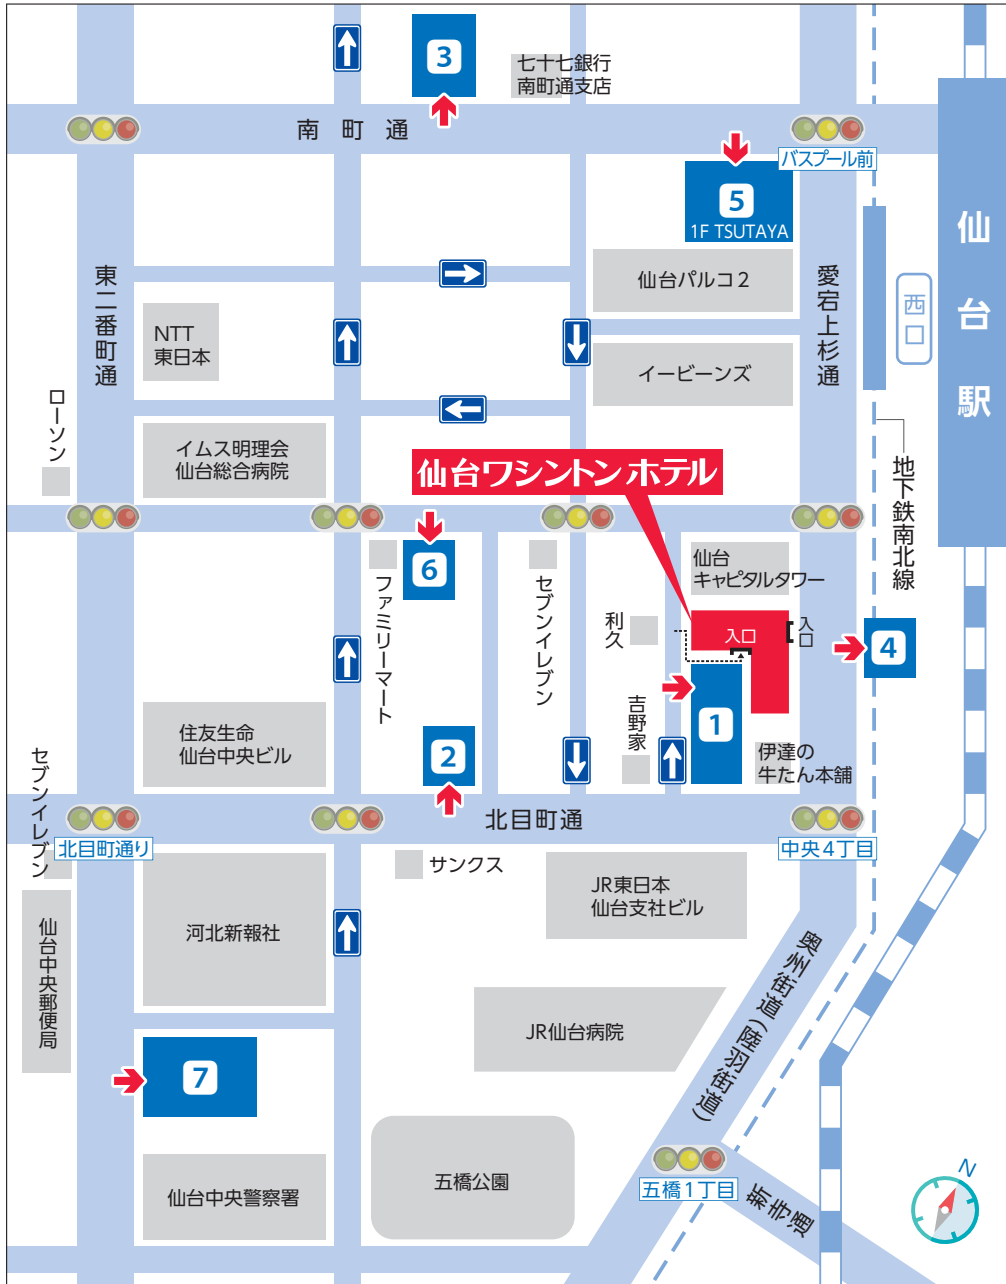 3
七十七銀行
南町通支店
南町通
バスプール前
5
1F TSUTAYA
仙台駅
西口
東二番町通
仙台パルコ2
愛宕上杉通
NTT
東日本
イービーンズ
ローソン
イムス明理会
仙台総合病院
仙台ワシントンホテル
地下鉄南北線
6
ファミリーマート
セブンイレブン
仙台
キャピタルタワー
利久
入口
入口
4
1
吉野家
伊達の
牛たん本舗
住友生命
仙台中央ビル
2
セブンイレブン
北目町通
北目町通り
中央4丁目
サンクス
JR東日本
仙台支社ビル
仙台中央郵便局
河北新報社
奥州街道(陸羽街道)
JR仙台病院
7
五橋公園
仙台中央警察署
五橋1丁目
新寺通
N